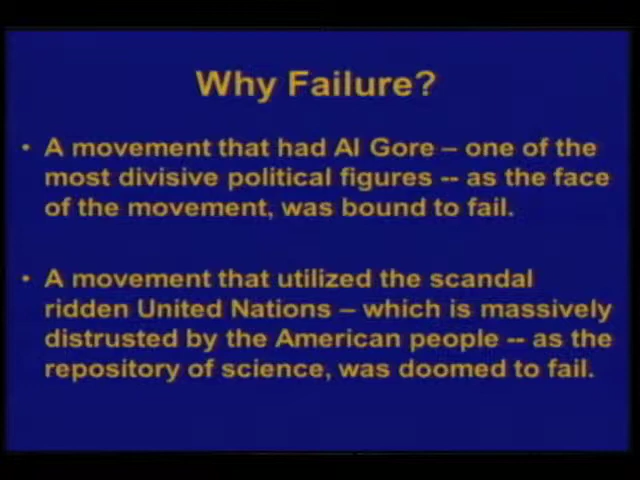 Why Failure?
• A movement that had Al Gore – one of the
most divisive political figures -- as the face
of the movement, was bound to fail.
• A movement that utilized the scandal
ridden United Nations – which is massively
distrusted by the American people -- as the
repository of science, was doomed to fail.